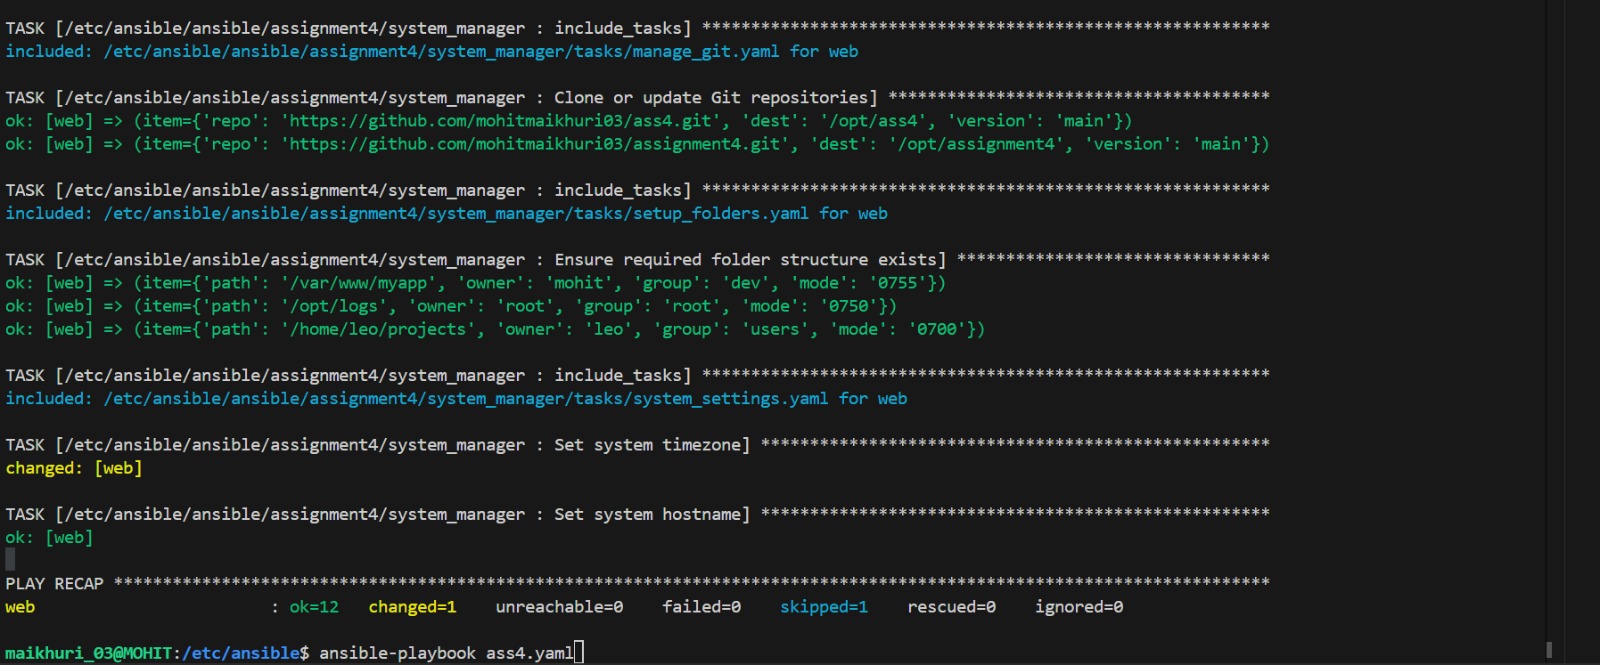 TASK [/etc/ansible/ansible/assignment4/system_manager : include_tasks] **********************************************************
included: /etc/ansible/ansible/assignment4/system_manager/tasks/manage_git.yaml for web
TASK [/etc/ansible/ansible/assignment4/system_manager : Clone or update Git repositories] ***************************************
ok: [web] => (item={'repo': 'https://github.com/mohitmaikhuri03/ass4.git', 'dest': '/opt/ass4', 'version': 'main'})
ok: [web] => (item={'repo': 'https://github.com/mohitmaikhuri03/assignment4.git', 'dest': '/opt/assignment4', 'version': 'main'})
TASK [/etc/ansible/ansible/assignment4/system_manager : include_tasks] **********************************************************
included: /etc/ansible/ansible/assignment4/system_manager/tasks/setup_folders.yaml for web
TASK [/etc/ansible/ansible/assignment4/system_manager : Ensure required folder structure exists] ********************************
ok: [web] => (item={'path': '/var/www/myapp', 'owner': 'mohit', 'group': 'dev', 'mode': '0755'})
ok: [web] => (item={'path': '/opt/logs', 'owner': 'root', 'group': 'root', 'mode': '0750'})
ok: [web] => (item={'path': '/home/leo/projects', 'owner': 'leo', 'group': 'users', 'mode': '0700'})
TASK [/etc/ansible/ansible/assignment4/system_manager : include_tasks] **********************************************************
included: /etc/ansible/ansible/assignment4/system_manager/tasks/system_settings.yaml for web
TASK [/etc/ansible/ansible/assignment4/system_manager : Set system timezone] ****************************************************
changed: [web]
TASK [/etc/ansible/ansible/assignment4/system_manager : Set system hostname] ****************************************************
ok: [web]
PLAY RECAP **********************************************************************************************************************
web : ok=12 changed=1 unreachable=0 failed=0 skipped=1 rescued=0 ignored=0
maikhuri_03@MOHIT:/etc/ansible$ ansible-playbook ass4.yaml